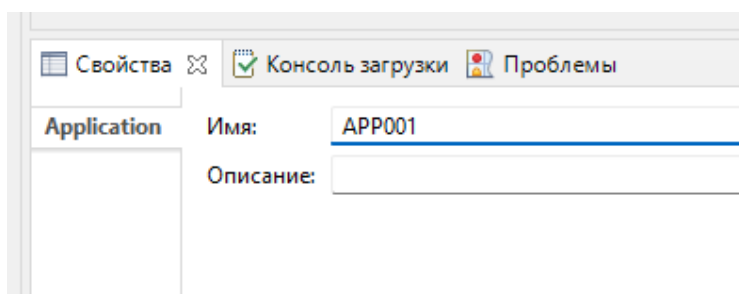 Свойства Консоль загрузки Проблемы
Application Имя: APP001
Описание: